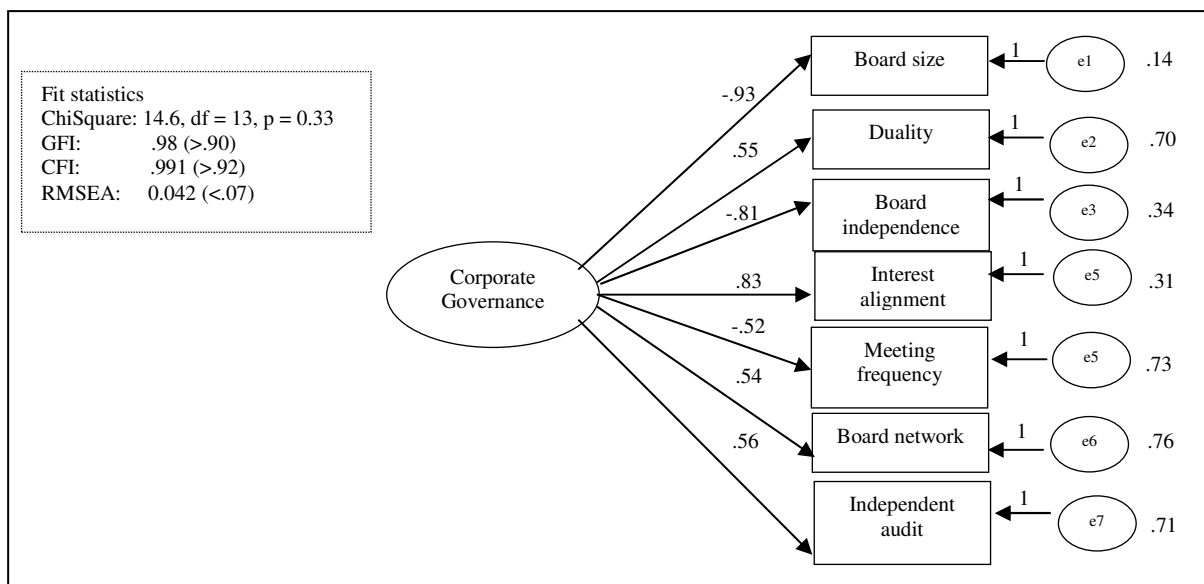 Fit statistics
ChiSquare: 14.6, df = 13, p = 0.33
GFI: .98 (>.90)
CFI: .991 (>.92)
RMSEA: 0.042 (<.07)
Corporate
Governance
-.93
Board size
1
e1
.14
.55
Duality
1
e2
.70
-.81
Board
independence
1
e3
.34
.83
Interest
alignment
1
e5
.31
-.52
Meeting
frequency
1
e5
.73
.54
Board network
1
e6
.76
.56
Independent
audit
1
e7
.71